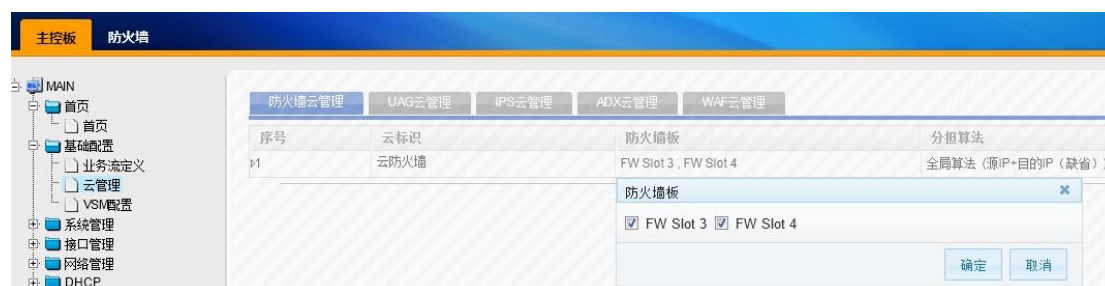 主控板 防火墙
MAIN
首页
首页
基础配置
业务流定义
云管理
VSM配置
系统管理
接口管理
网络管理
DHCP
防火墙云管理 UAG云管理 IPS云管理 ADX云管理 WAF云管理
序号 云标识 防火墙板 分担算法
1 云防火墙 FW Slot 3 , FW Slot 4 全局算法（源IP+目的IP（缺省））
防火墙板
FW Slot 3 FW Slot 4
确定 取消